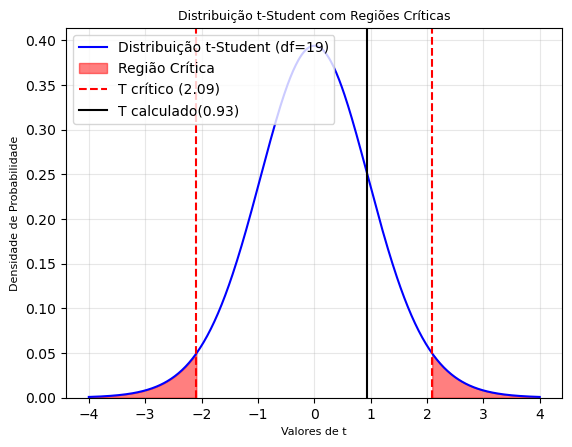 Distribuição t-Student com Regiões Críticas
Distribuição t-Student (df=19)
Região Crítica
T crítico (2.09)
T calculado(0.93)
Densidade de Probabilidade
0.40
0.35
0.30
0.25
0.20
0.15
0.10
0.05
0.00
−4 −3 −2 −1 0 1 2 3 4
Valores de t